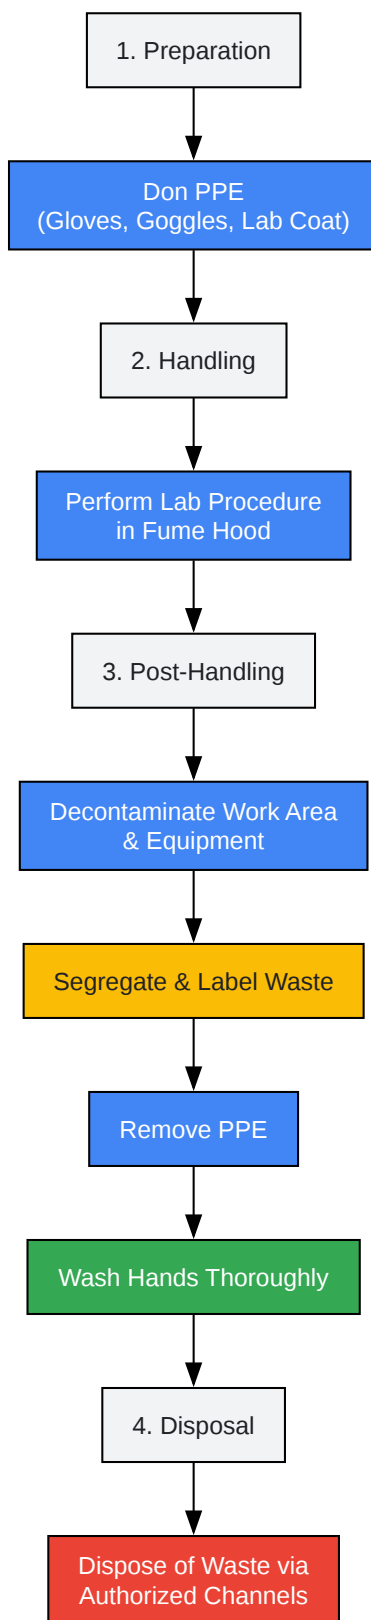 1. Preparation
Don PPE
(Gloves, Goggles, Lab Coat)
2. Handling
Perform Lab Procedure
in Fume Hood
3. Post-Handling
Decontaminate Work Area
& Equipment
Segregate & Label Waste
Remove PPE
Wash Hands Thoroughly
4. Disposal
Dispose of Waste via
Authorized Channels